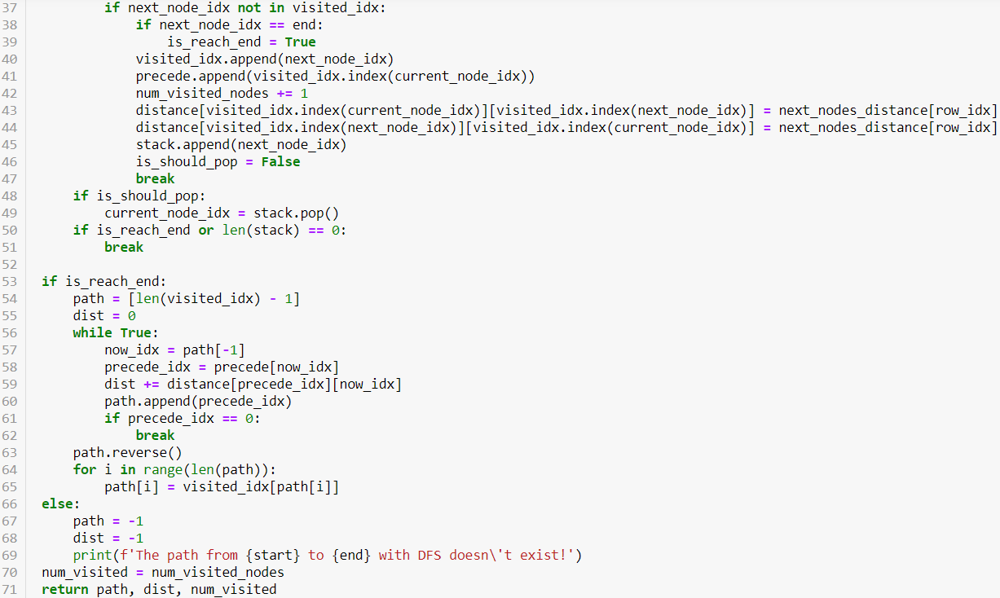 37 if next_node_idx not in visited_idx:
38 if next_node_idx == end:
39 is_reach_end = True
40 visited_idx.append(next_node_idx)
41 precede.append(visited_idx.index(current_node_idx))
42 num_visited_nodes += 1
43 distance[visited_idx.index(current_node_idx)][visited_idx.index(next_node_idx)] = next_nodes_distance[row_idx]
44 distance[visited_idx.index(next_node_idx)][visited_idx.index(current_node_idx)] = next_nodes_distance[row_idx]
45 stack.append(next_node_idx)
46 is_should_pop = False
47 break
48 if is_should_pop:
49 current_node_idx = stack.pop()
50 if is_reach_end or len(stack) == 0:
51 break
52
53 if is_reach_end:
54 path = [len(visited_idx) - 1]
55 dist = 0
56 while True:
57 now_idx = path[-1]
58 precede_idx = precede[now_idx]
59 dist += distance[precede_idx][now_idx]
60 path.append(precede_idx)
61 if precede_idx == 0:
62 break
63 path.reverse()
64 for i in range(len(path)):
65 path[i] = visited_idx[path[i]]
66 else:
67 path = -1
68 dist = -1
69 print(f'The path from {start} to {end} with DFS doesn\'t exist!')
70 num_visited = num_visited_nodes
71 return path, dist, num_visited